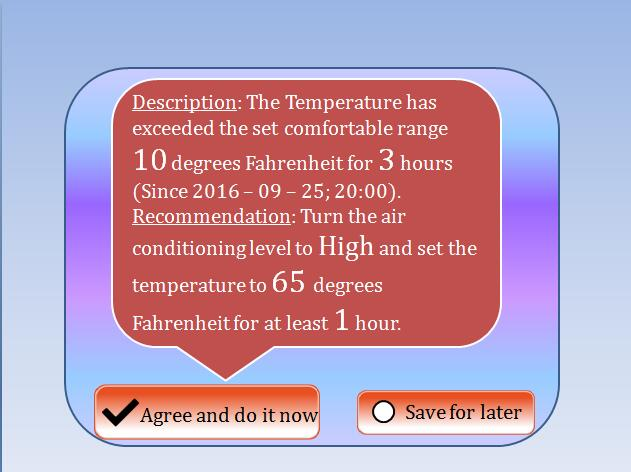 Description: The Temperature has
exceeded the set comfortable range
10 degrees Fahrenheit for 3 hours
(Since 2016 – 09 – 25; 20:00).
Recommendation: Turn the air
conditioning level to High and set the
temperature to 65 degrees
Fahrenheit for at least 1 hour.
Agree and do it now
Save for later